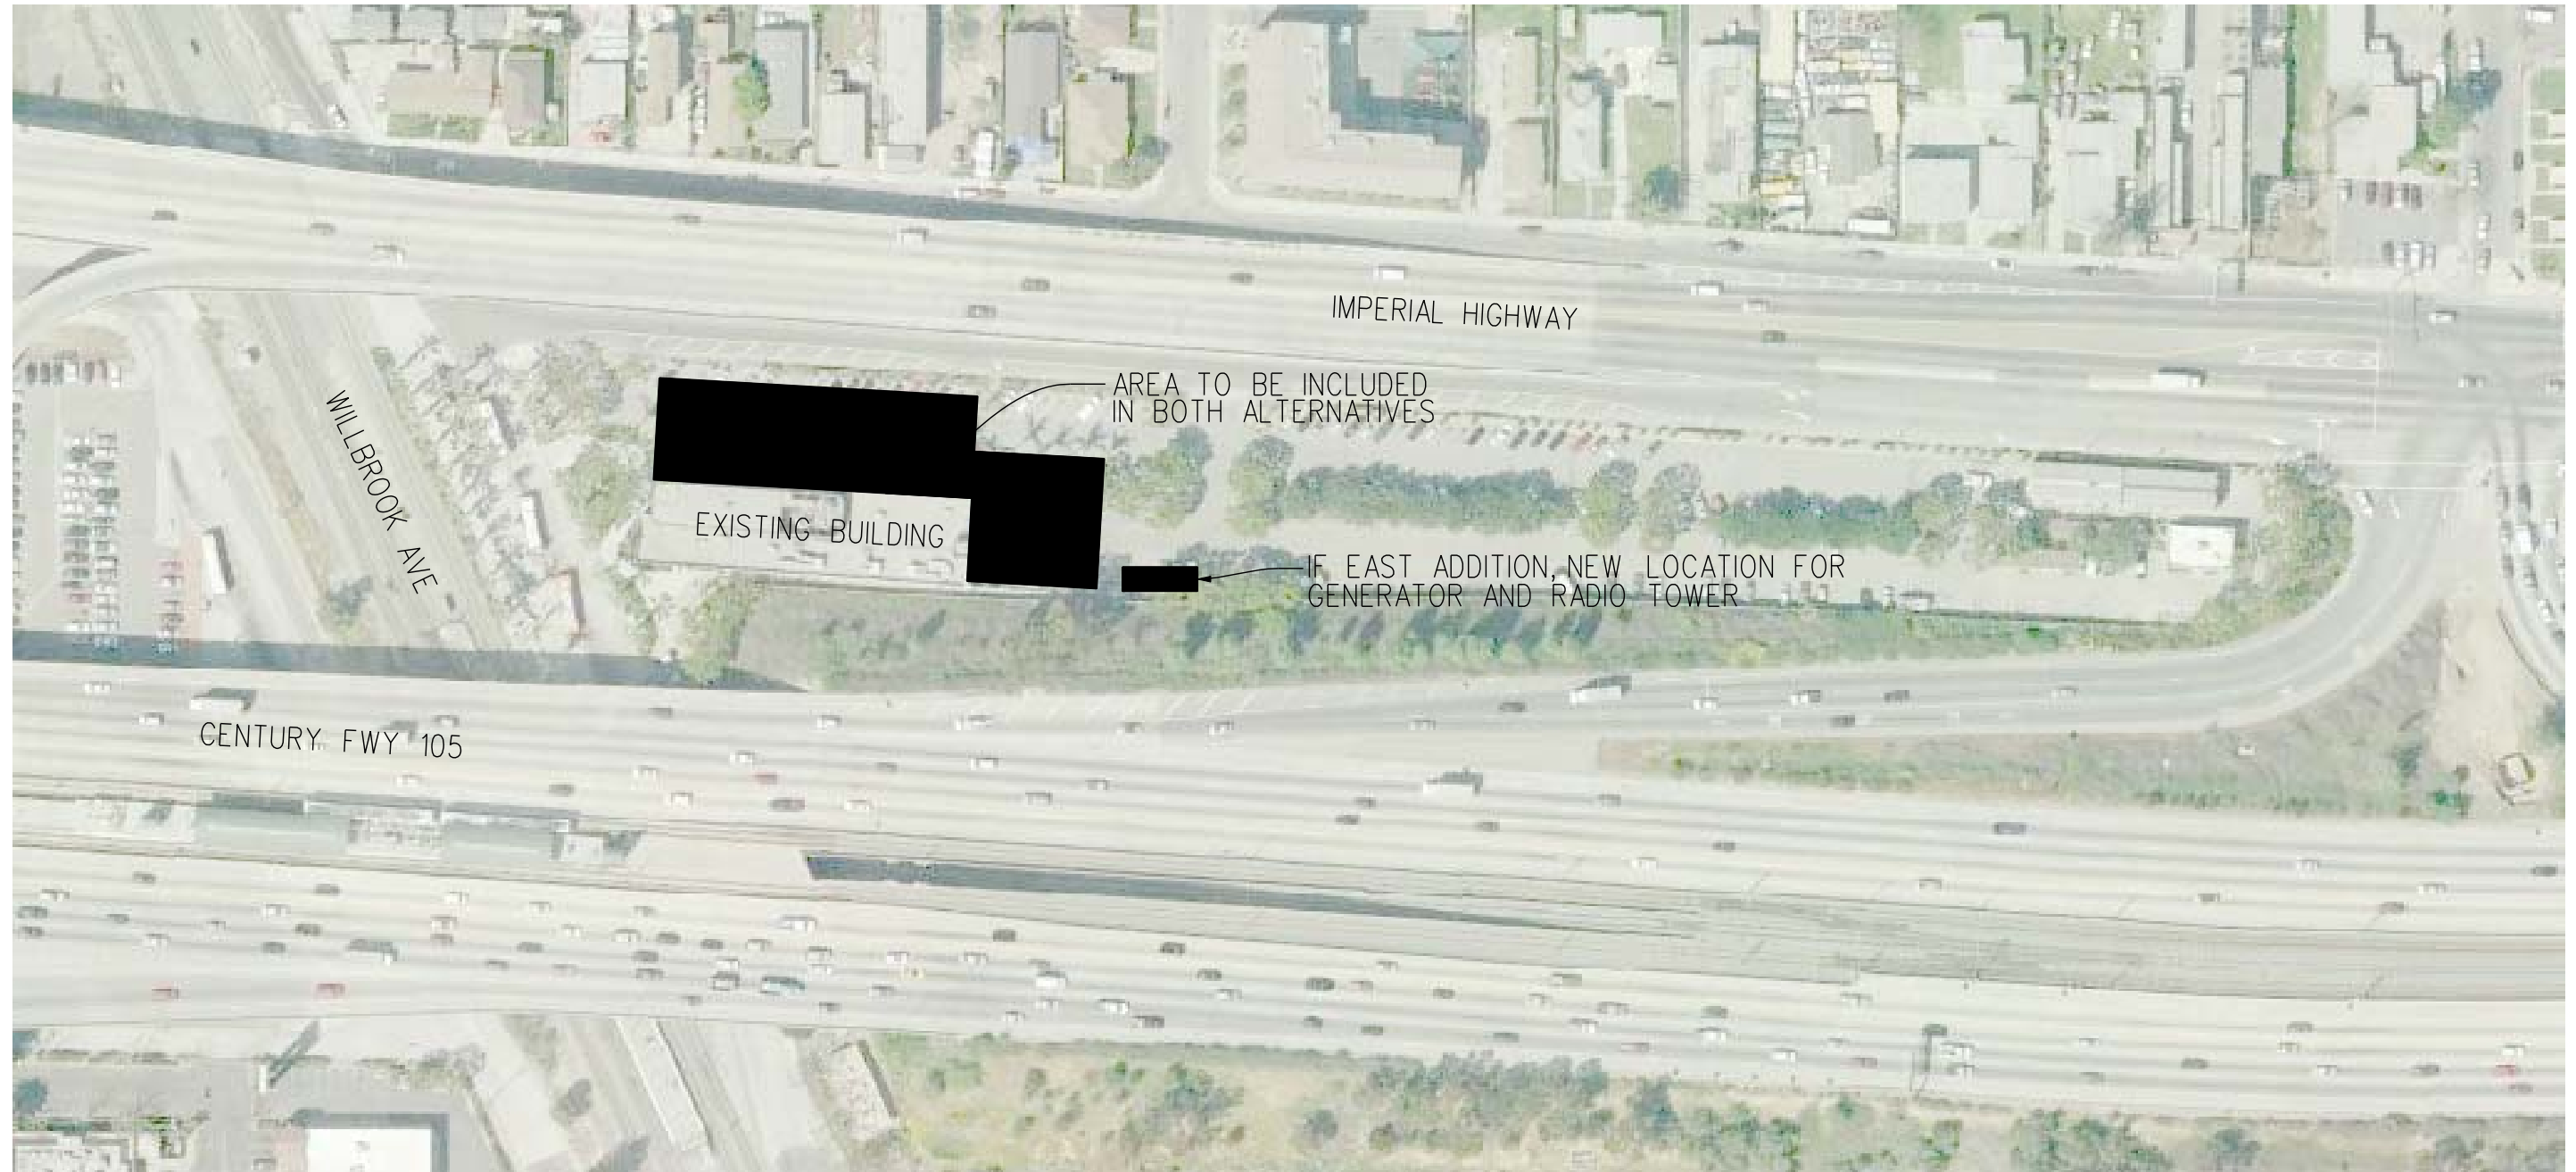 IMPERIAL HIGHWAY
AREA TO BE INCLUDED
IN BOTH ALTERNATIVES
WILLBROOK AVE
EXISTING BUILDING
IF EAST ADDITION, NEW LOCATION FOR
GENERATOR AND RADIO TOWER
CENTURY FWY 105